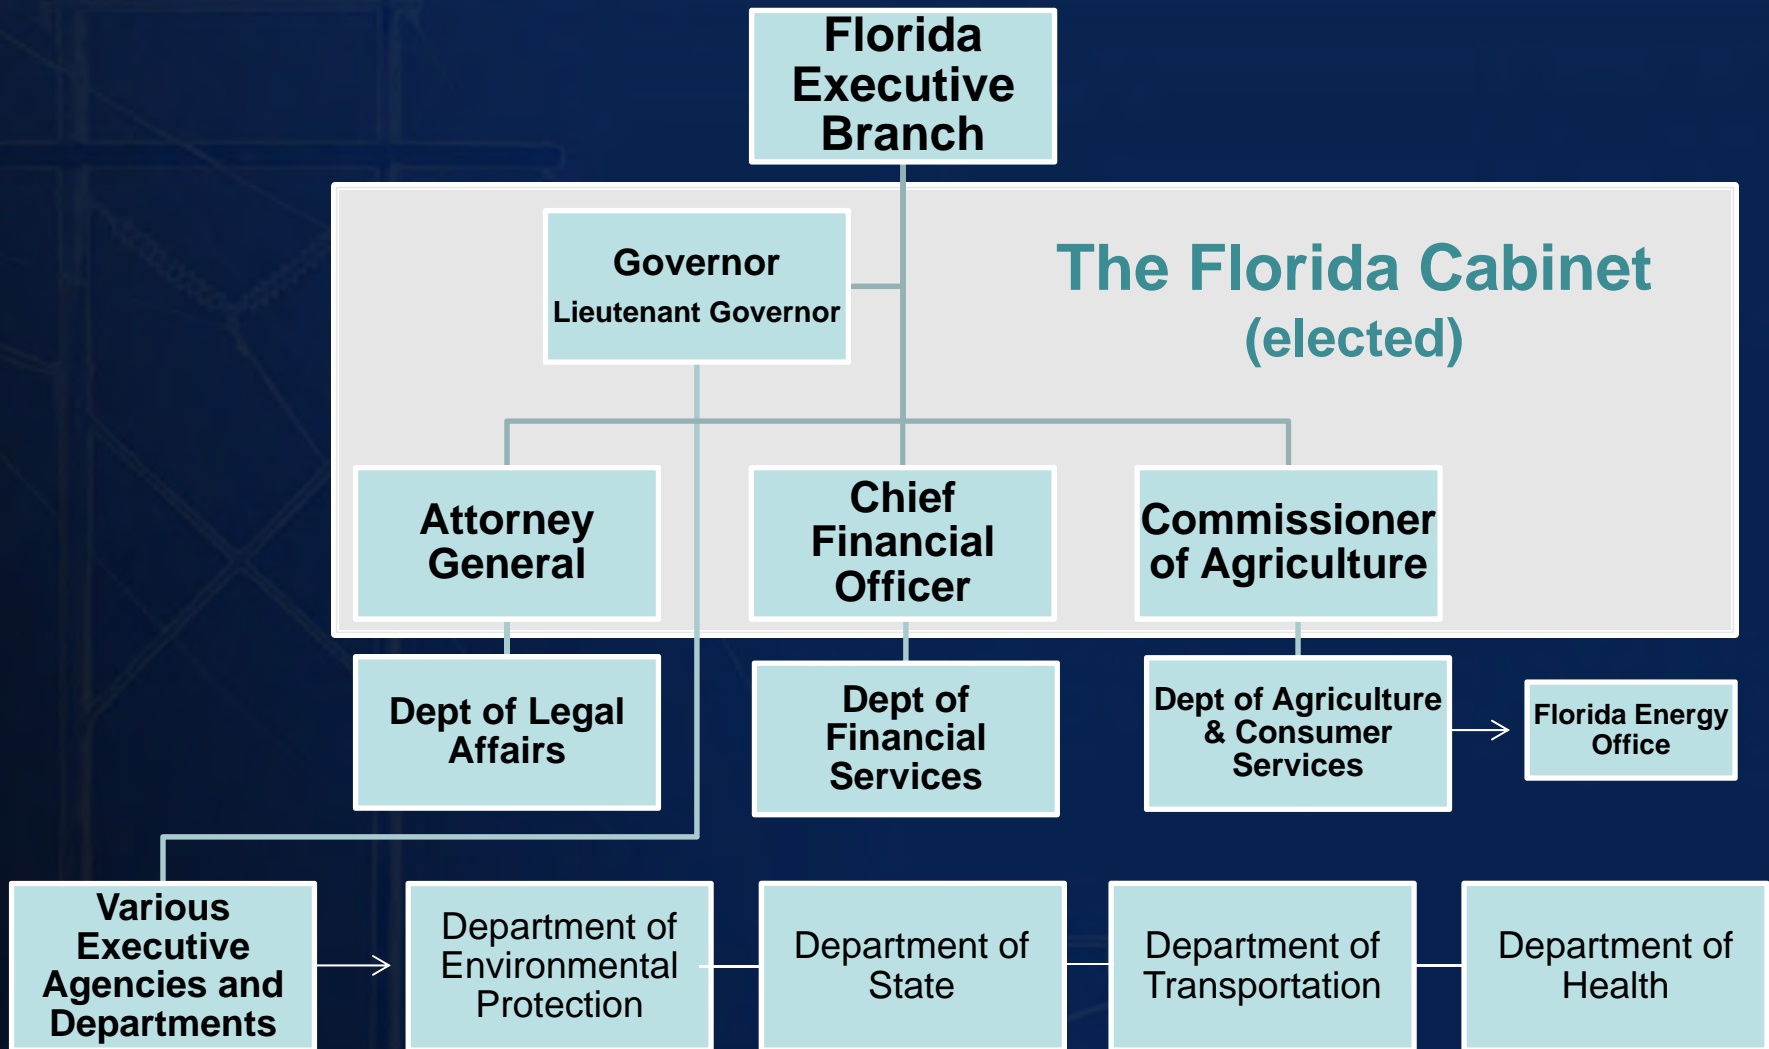 Florida
Executive
Branch
Governor
Lieutenant Governor
The Florida Cabinet
(elected)
Attorney
General
Chief
Financial
Officer
Commissioner
of Agriculture
Dept of Legal
Affairs
Dept of
Financial
Services
Dept of Agriculture
& Consumer
Services
Florida Energy
Office
Various
Executive
Agencies and
Departments
Department of
Environmental
Protection
Department of
State
Department of
Transportation
Department of
Health